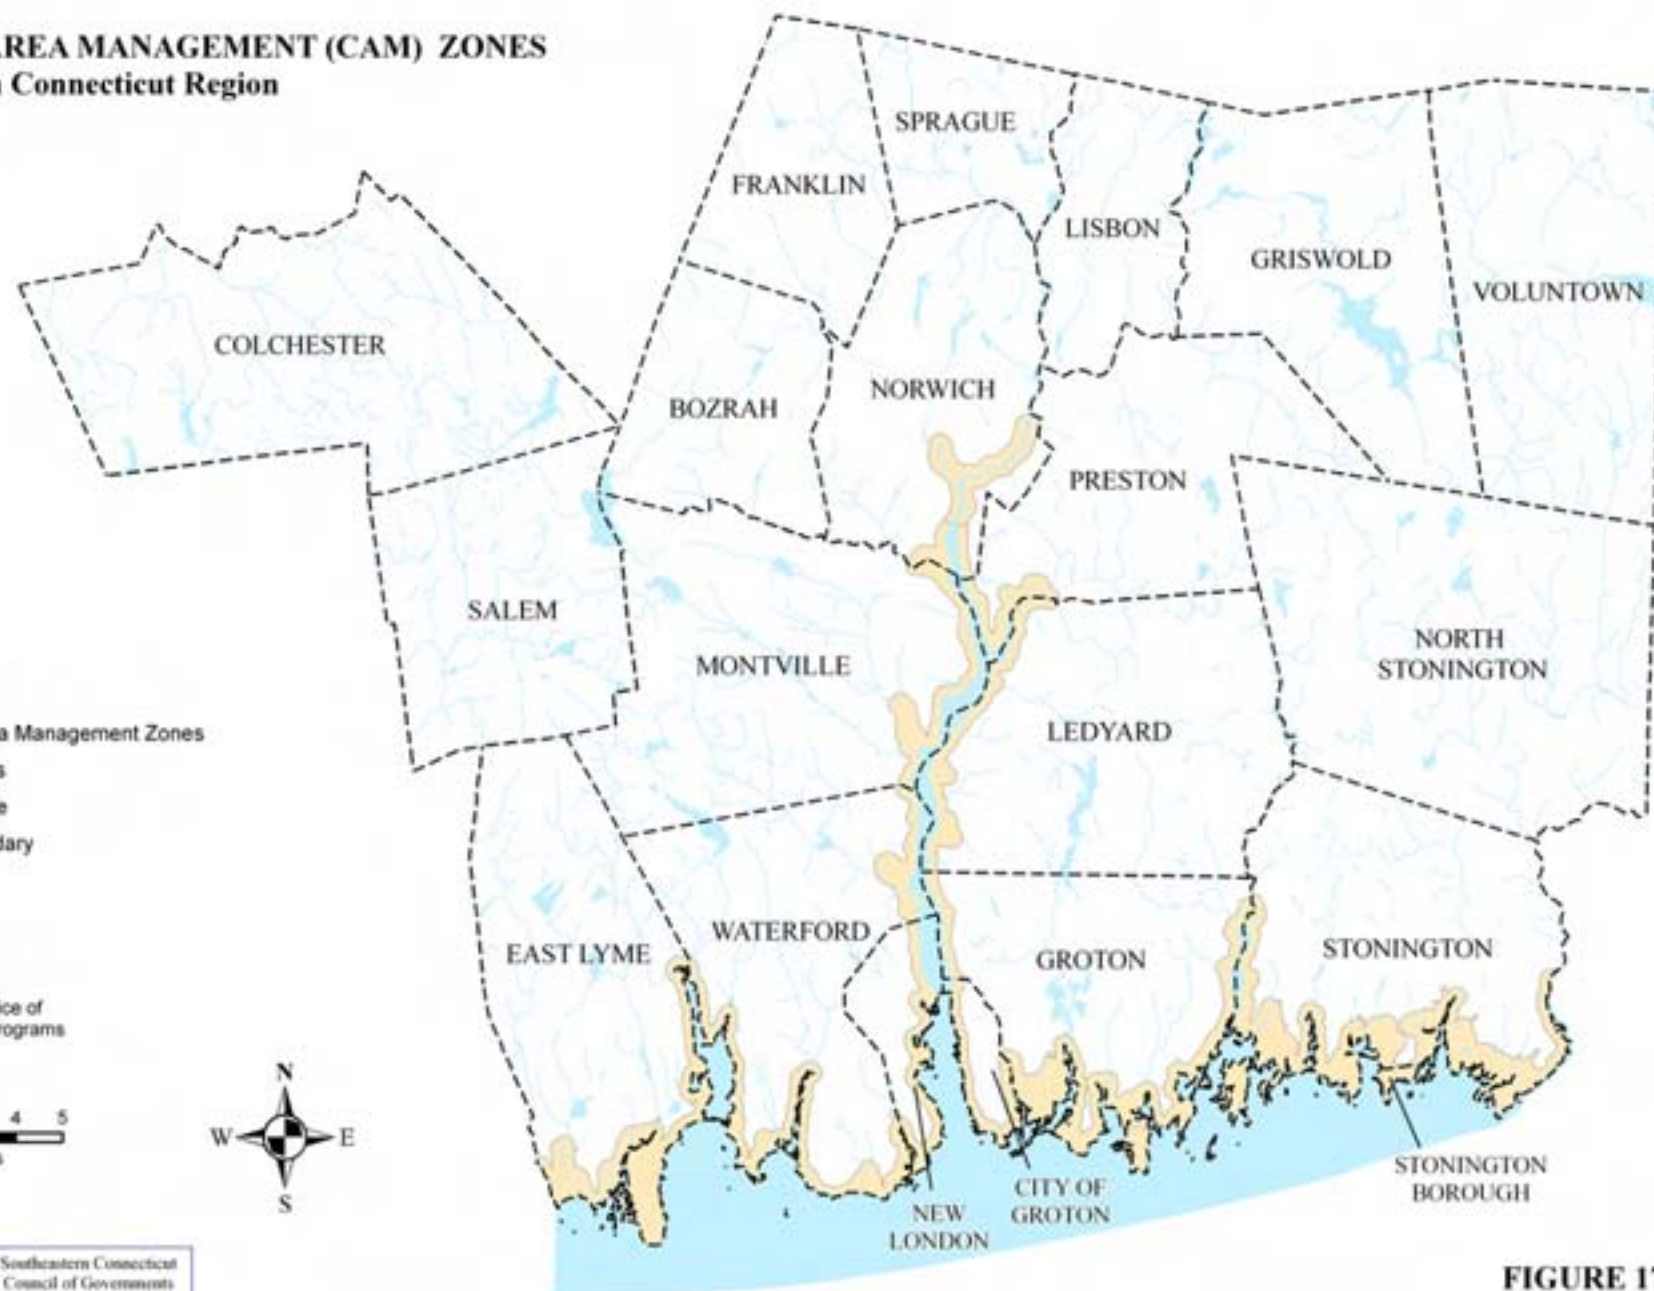 AREA MANAGEMENT (CAM) ZONES
Connecticut Region
SPRAGUE
FRANKLIN
LISBON
GRISWOLD
VOLUNTOWN
COLCHESTER
NORWICH
BOZRAH
PRESTON
SALEM
NORTH
STONINGTON
MONTVILLE
LEDYARD
Management Zones
WATERFORD
EAST LYME
GROTON
STONINGTON
ice of
rograms
4 5
N
W E
S
STONINGTON
BOROUGH
CITY OF
GROTON
NEW
LONDON
Southeastern Connecticut
Council of Governments
FIGURE 17